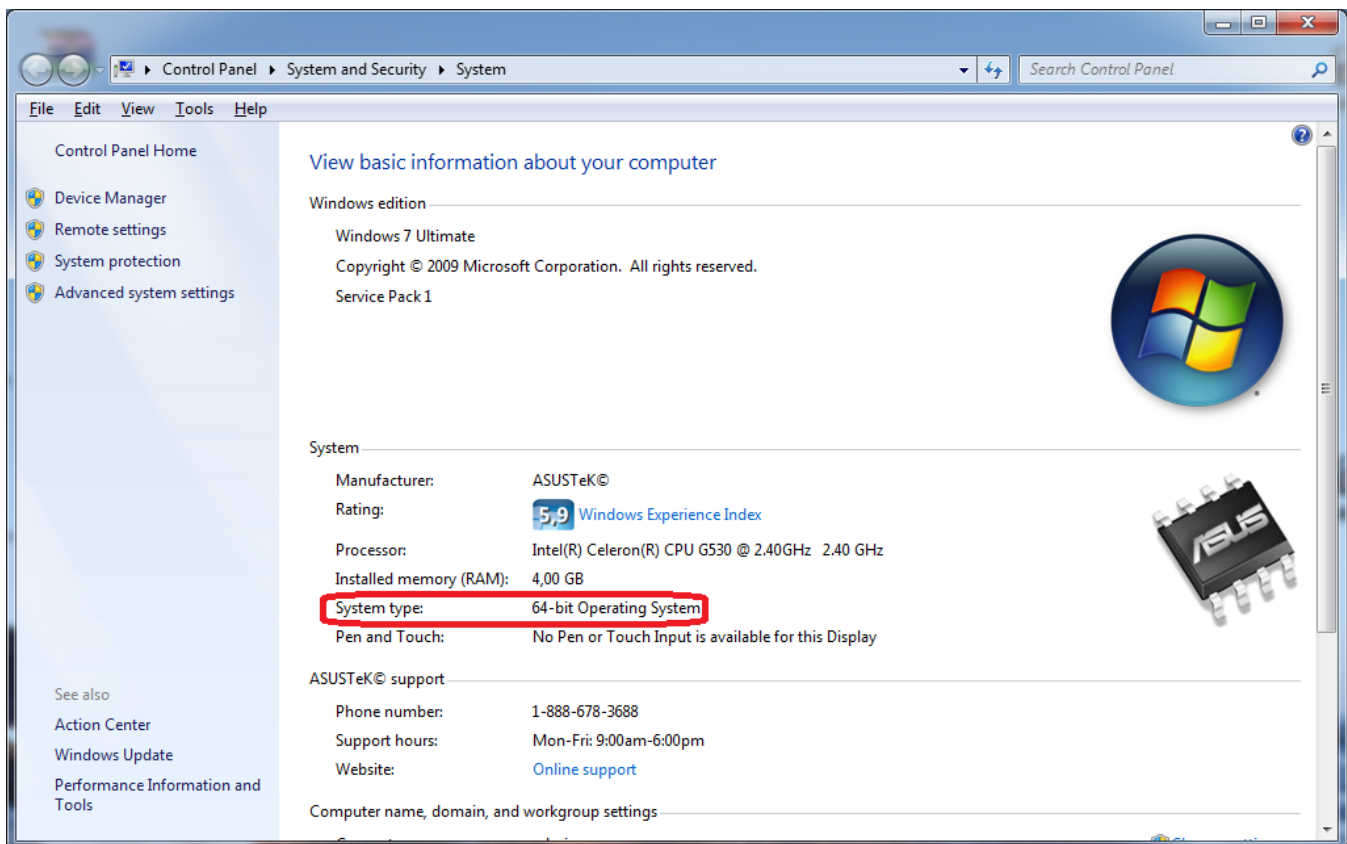 Control Panel System and Security System
Search Control Panel
File Edit View Tools Help
Control Panel Home
Device Manager
Remote settings
System protection
Advanced system settings
See also
Action Center
Windows Update
Performance Information and
Tools
View basic information about your computer
Windows edition
Windows 7 Ultimate
Copyright © 2009 Microsoft Corporation. All rights reserved.
Service Pack 1
System
Manufacturer: ASUSTeK©
Rating: 5,9 Windows Experience Index
Processor: Intel(R) Celeron(R) CPU G530 @ 2.40GHz 2.40 GHz
Installed memory (RAM): 4,00 GB
System type: 64-bit Operating System
Pen and Touch: No Pen or Touch Input is available for this Display
ASUS
ASUSTeK© support
Phone number: 1-888-678-3688
Support hours: Mon-Fri: 9:00am-6:00pm
Website: Online support
Computer name, domain, and workgroup settings